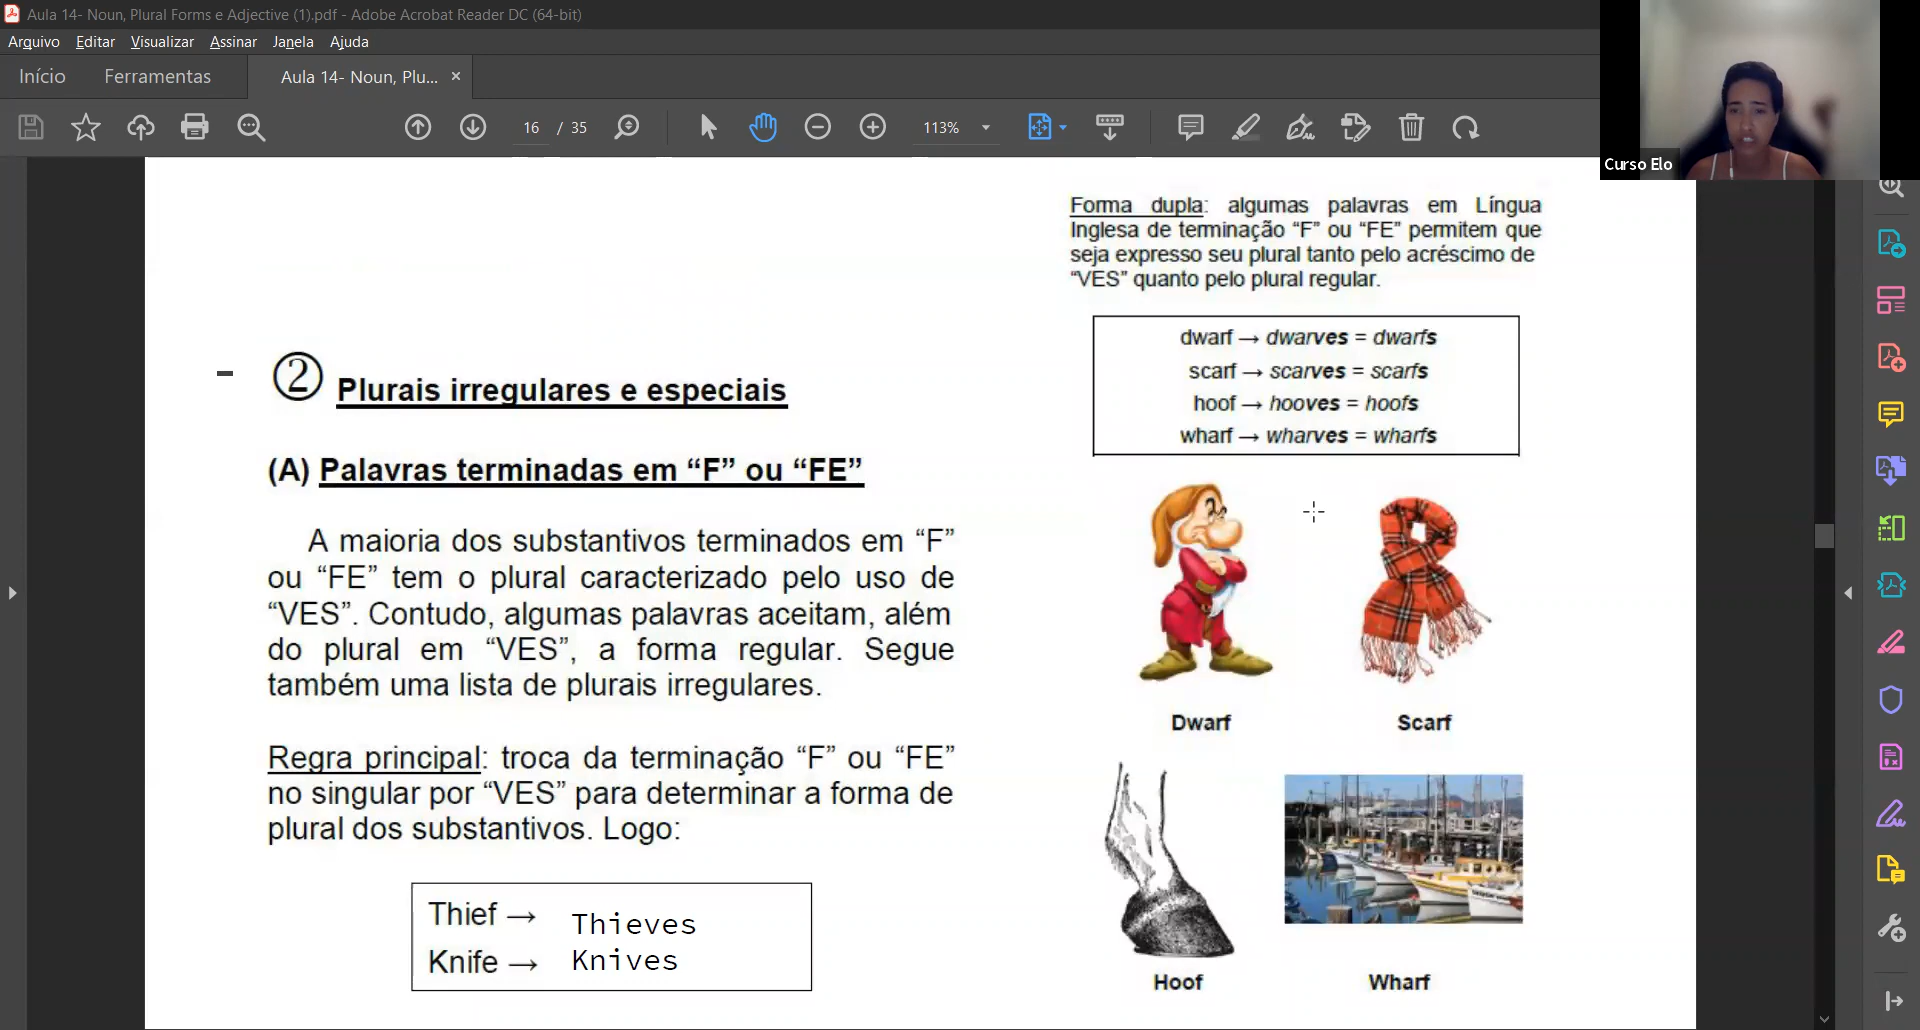 Aula 14- Noun, Plural Forms e Adjective (1).pdf - Adobe Acrobat Reader DC (64-bit)
Arquivo Editar Visualizar Assinar Janela Ajuda
Início Ferramentas Aula 14- Noun, Plu... ×
16 / 35 113%
Curso Elo
② Plurais irregulares e especiais
(A) Palavras terminadas em “F” ou “FE”
A maioria dos substantivos terminados em “F”
ou “FE” tem o plural caracterizado pelo uso de
“VES”. Contudo, algumas palavras aceitam, além
do plural em “VES”, a forma regular. Segue
também uma lista de plurais irregulares.
Regra principal: troca da terminação “F” ou “FE”
no singular por “VES” para determinar a forma de
plural dos substantivos. Logo:
Thief → Thieves
Knife → Knives
Forma dupla: algumas palavras em Língua
Inglesa de terminação “F” ou “FE” permitem que
seja expresso seu plural tanto pelo acréscimo de
“VES” quanto pelo plural regular.
dwarf → dwarves = dwarfs
scarf → scarves = scarfs
hoof → hooves = hoofs
wharf → wharves = wharfs
Dwarf Scarf
Hoof Wharf